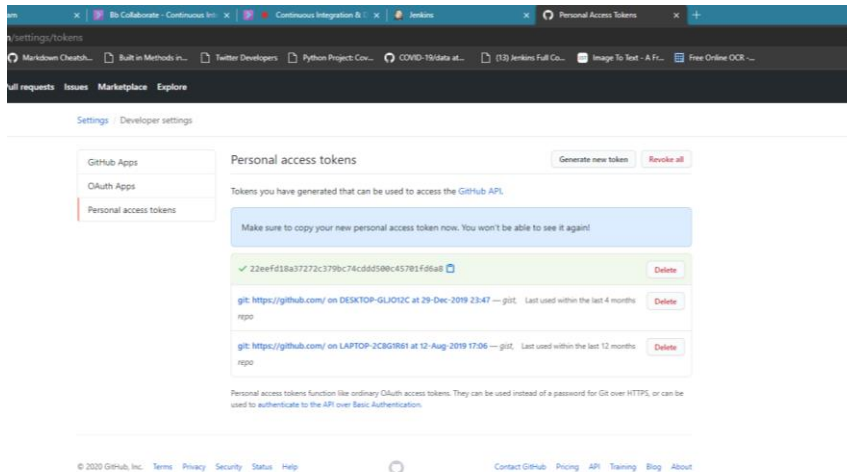 am
Bb Collaborate - Continuous Int
Continuous Integration & D
Jenkins
Personal Access Tokens
/settings/tokens
Markdown Cheatsh...
Built in Methods in...
Twitter Developers
Python Project: Cov...
COVID-19/data at...
(13) Jenkins Full Co...
Image To Text - A Fr...
Free Online OCR -...
Pull requests Issues Marketplace Explore
Settings / Developer settings
GitHub Apps
OAuth Apps
Personal access tokens
Personal access tokens
Generate new token
Revoke all
Tokens you have generated that can be used to access the GitHub API.
Make sure to copy your new personal access token now. You won't be able to see it again!
22eefd18a37272c379bc74cddd500c45701fd6a8
Delete
git: https://github.com/ on DESKTOP-GLJO12C at 29-Dec-2019 23:47 — gist, Last used within the last 4 months
repo
Delete
git: https://github.com/ on LAPTOP-2C8G1R61 at 12-Aug-2019 17:06 — gist, Last used within the last 12 months
repo
Delete
Personal access tokens function like ordinary OAuth access tokens. They can be used instead of a password for Git over HTTPS, or can be
used to authenticate to the API over Basic Authentication.
© 2020 GitHub, Inc. Terms Privacy Security Status Help
Contact GitHub Pricing API Training Blog About